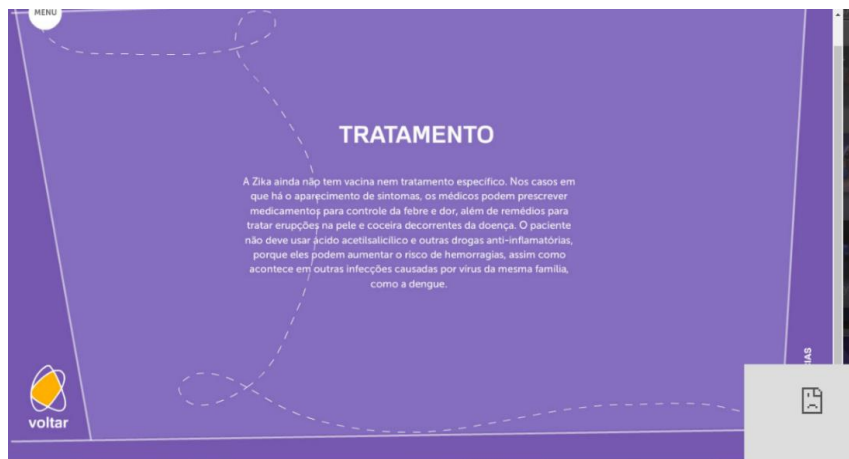 MENU
TRATAMENTO
A Zika ainda não tem vacina nem tratamento específico. Nos casos em
que há o aparecimento de sintomas, os médicos podem prescrever
medicamentos para controle da febre e dor, além de remédios para
tratar erupções na pele e coceira decorrentes da doença. O paciente
não deve usar ácido acetilsalicílico e outras drogas anti-inflamatórias,
porque eles podem aumentar o risco de hemorragias, assim como
acontece em outras infecções causadas por vírus da mesma família,
como a dengue.
voltar